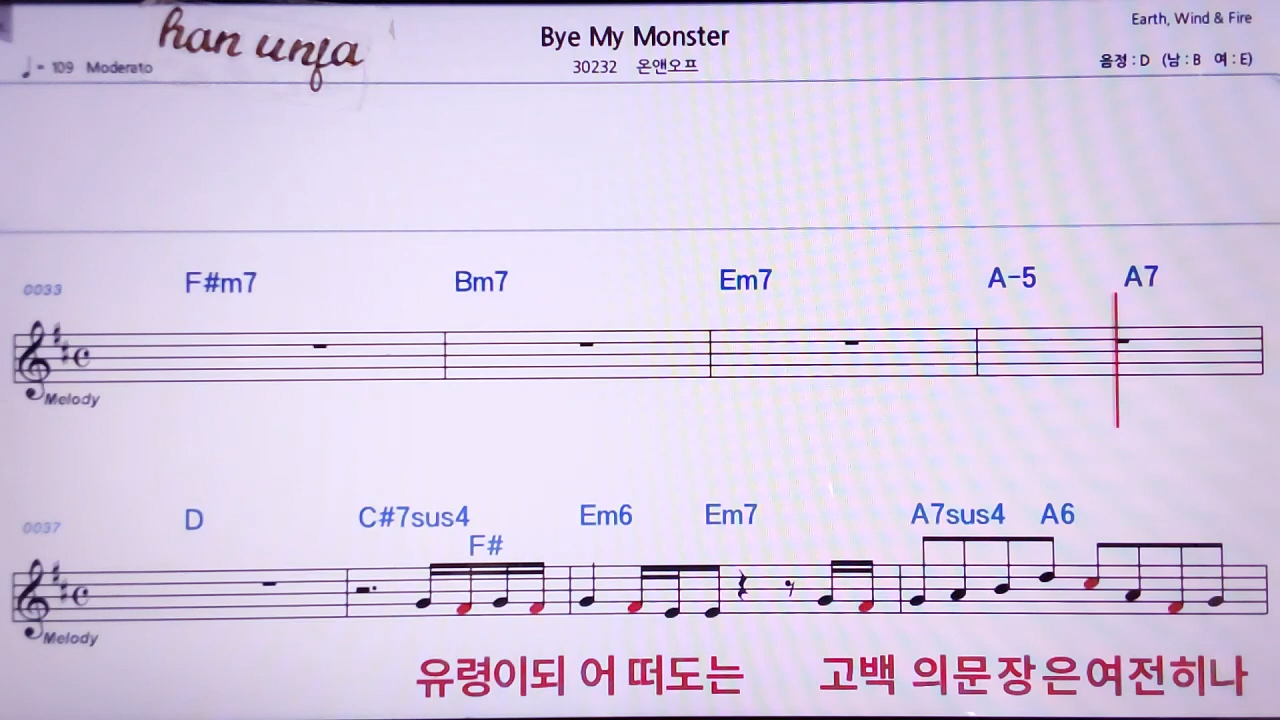 han unfa
Bye My Monster
Earth, Wind & Fire
♩ = 109 Moderato
30232 온앤오프
음정 : D (남 : B 여 : E)
0033
F#m7 Bm7 Em7 A-5 A7
Melody
0037
D C#7sus4 Em6 Em7 A7sus4 A6
F#
Melody
유령이되 어 떠도는 고백 의문장은여전히나